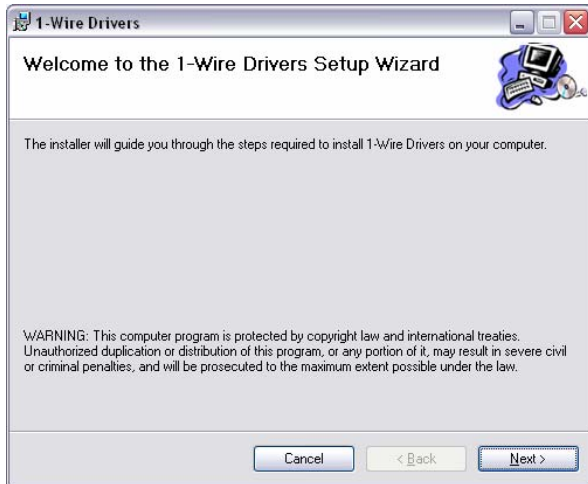 1-Wire Drivers
Welcome to the 1-Wire Drivers Setup Wizard
The installer will guide you through the steps required to install 1-Wire Drivers on your computer.
WARNING: This computer program is protected by copyright law and international treaties.
Unauthorized duplication or distribution of this program, or any portion of it, may result in severe civil
or criminal penalties, and will be prosecuted to the maximum extent possible under the law.
Cancel
< Back
Next >